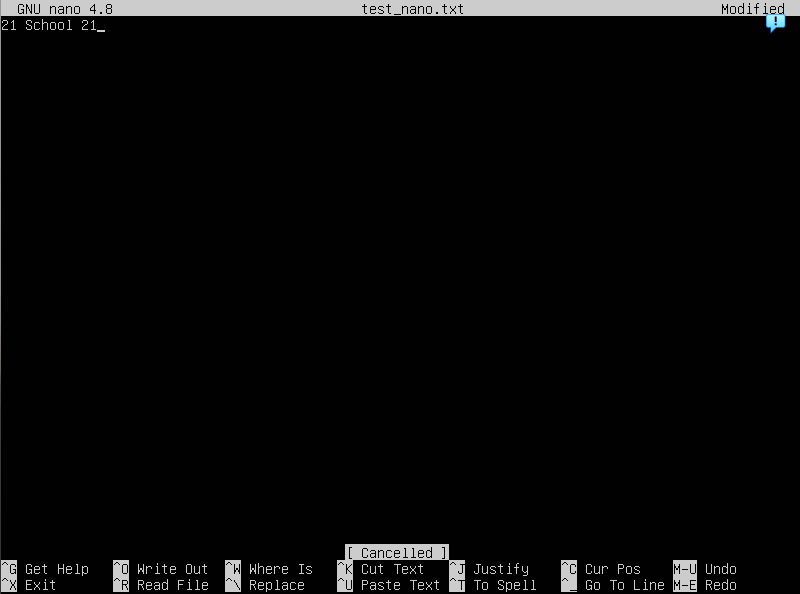 GNU nano 4.8 test_nano.txt Modified
21 School 21_
[ Cancelled ]
^G Get Help ^O Write Out ^W Where Is ^K Cut Text ^J Justify ^C Cur Pos M-U Undo
^X Exit ^R Read File ^\ Replace ^U Paste Text ^T To Spell ^_ Go To Line M-E Redo